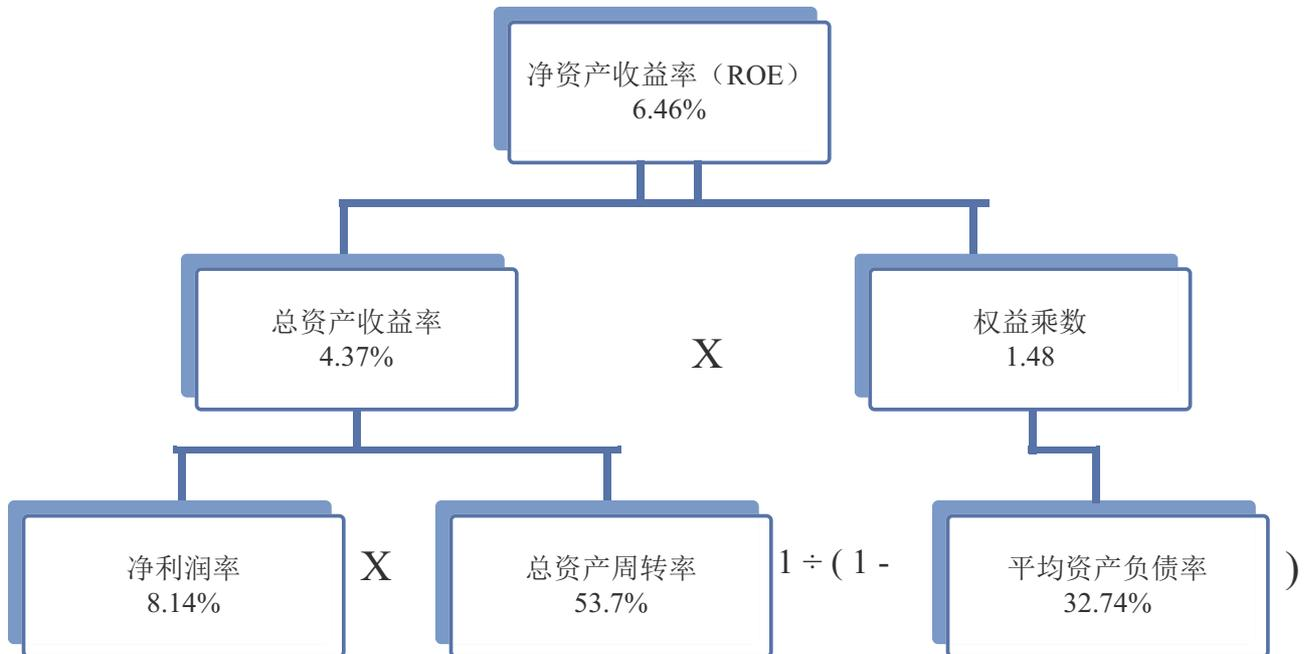 净资产收益率（ROE）
6.46%
总资产收益率
4.37%
X
权益乘数
1.48
净利润率
8.14%
X
总资产周转率
53.7%
1 ÷ ( 1 -
平均资产负债率
32.74%
)